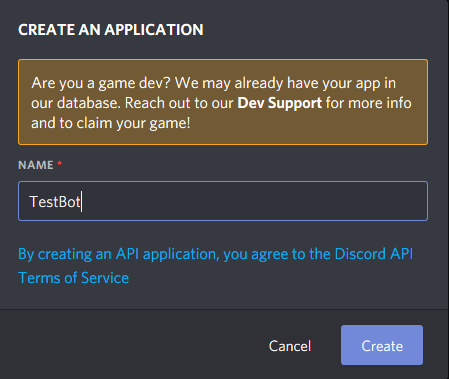 CREATE AN APPLICATION
Are you a game dev? We may already have your app in
our database. Reach out to our Dev Support for more info
and to claim your game!
NAME *
TestBot
By creating an API application, you agree to the Discord API
Terms of Service
Cancel
Create